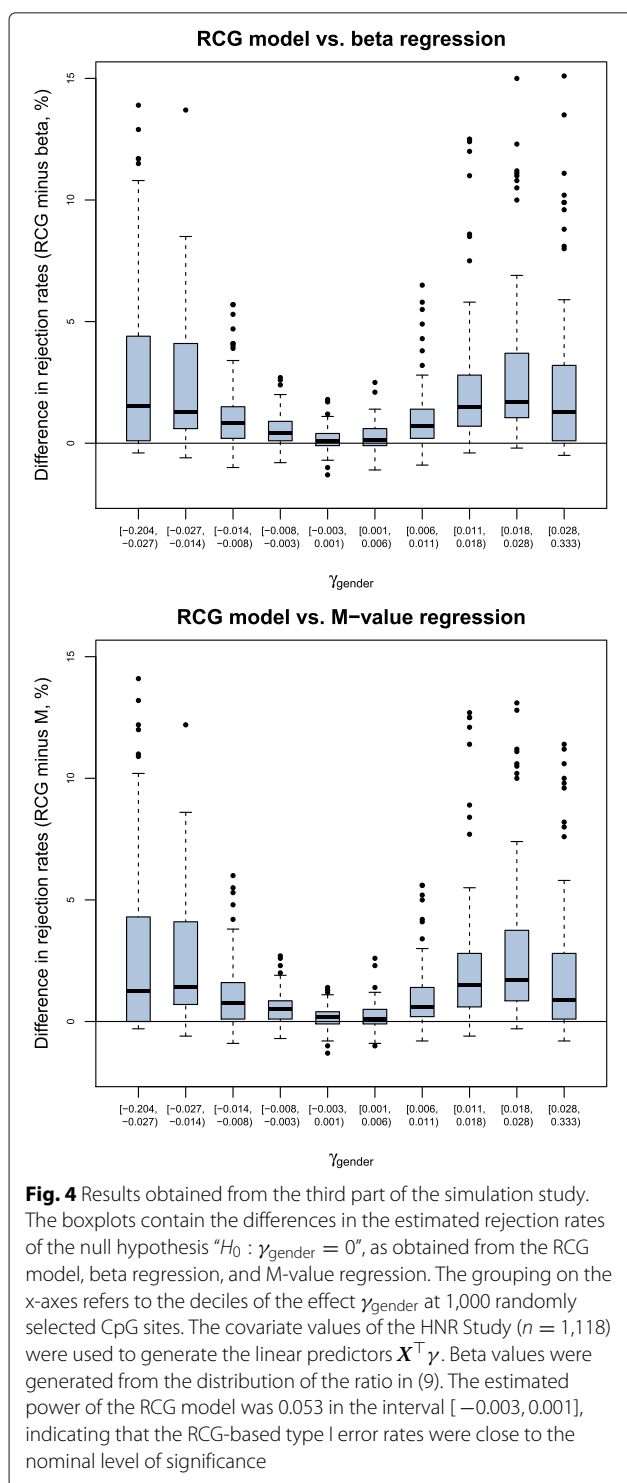 RCG model vs. beta regression
Difference in rejection rates (RCG minus beta, %)
15
10
5
0
[−0.204, −0.027) [−0.027, −0.014) [−0.014, −0.008) [−0.008, −0.003) [−0.003, 0.001) [0.001, 0.006) [0.006, 0.011) [0.011, 0.018) [0.018, 0.028) [0.028, 0.333)
γgender
RCG model vs. M−value regression
Difference in rejection rates (RCG minus M, %)
15
10
5
0
[−0.204, −0.027) [−0.027, −0.014) [−0.014, −0.008) [−0.008, −0.003) [−0.003, 0.001) [0.001, 0.006) [0.006, 0.011) [0.011, 0.018) [0.018, 0.028) [0.028, 0.333)
γgender
Fig. 4 Results obtained from the third part of the simulation study.
The boxplots contain the differences in the estimated rejection rates
of the null hypothesis “H0 : γgender = 0”, as obtained from the RCG
model, beta regression, and M-value regression. The grouping on the
x-axes refers to the deciles of the effect γgender at 1,000 randomly
selected CpG sites. The covariate values of the HNR Study (n = 1,118)
were used to generate the linear predictors X⊤γ. Beta values were
generated from the distribution of the ratio in (9). The estimated
power of the RCG model was 0.053 in the interval [ −0.003, 0.001],
indicating that the RCG-based type I error rates were close to the
nominal level of significance